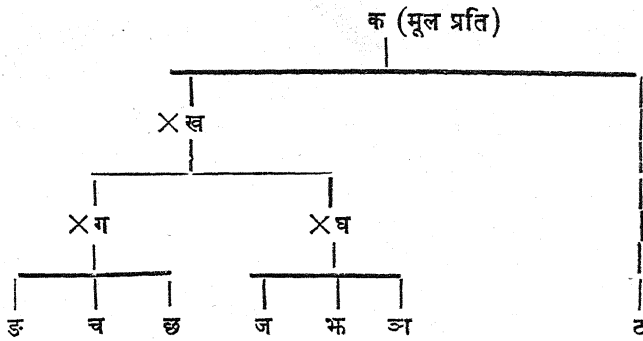 क (मूल प्रति)
× ख
× ग × घ
ङ च छ ज झ ञ ट